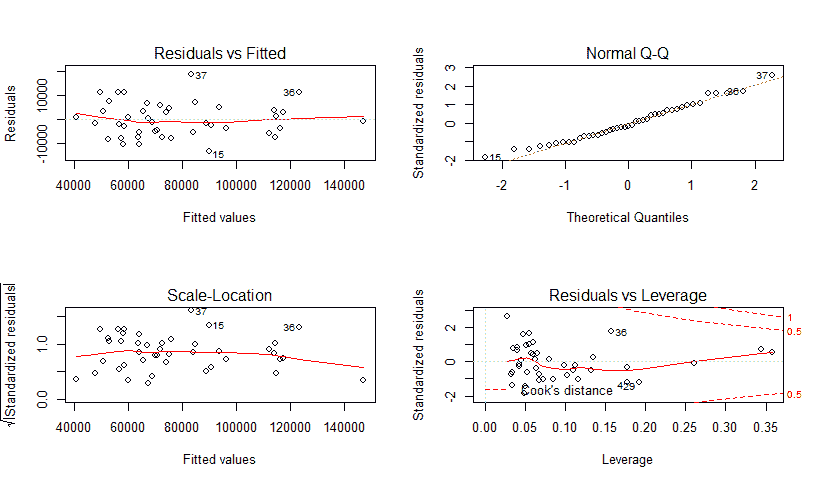 Residuals vs Fitted
Residuals
10000
-10000
37
36
15
40000 60000 80000 100000 120000 140000
Fitted values
Normal Q-Q
Standardized residuals
3
2
1
0
-2
37
36
15
-2 -1 0 1 2
Theoretical Quantiles
Scale-Location
√|Standardized residuals|
1.0
0.0
37
15
36
40000 60000 80000 100000 120000 140000
Fitted values
Residuals vs Leverage
Standardized residuals
2
0
-2
36
429
Cook's distance
1
0.5
0.5
0.00 0.05 0.10 0.15 0.20 0.25 0.30 0.35
Leverage